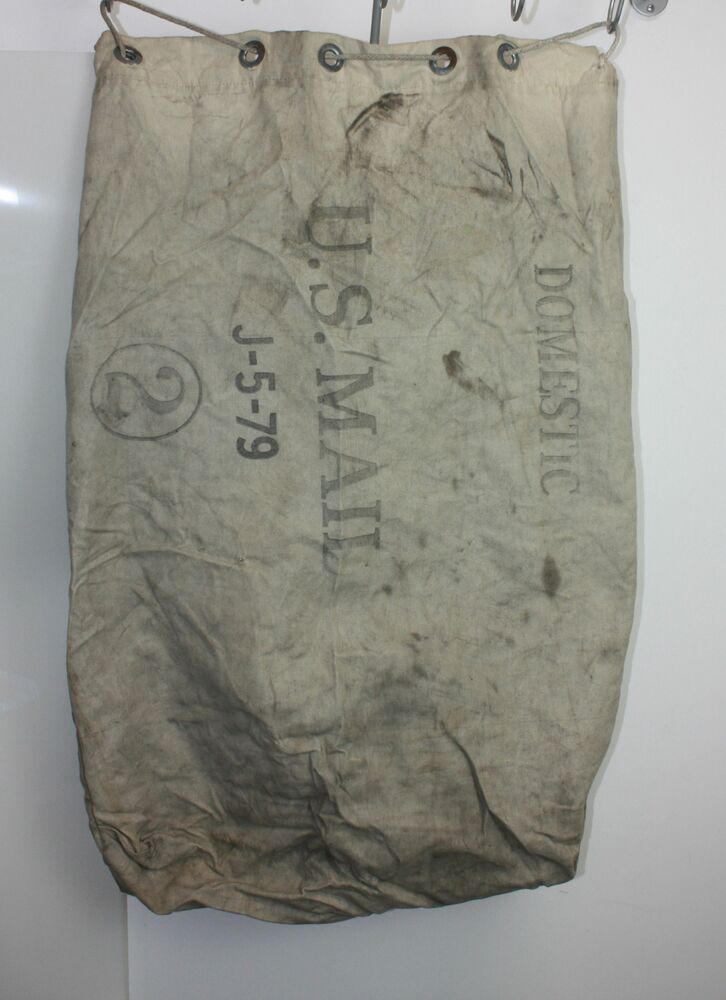 DOMESTIC
U.S. MAIL
J-5-79
2